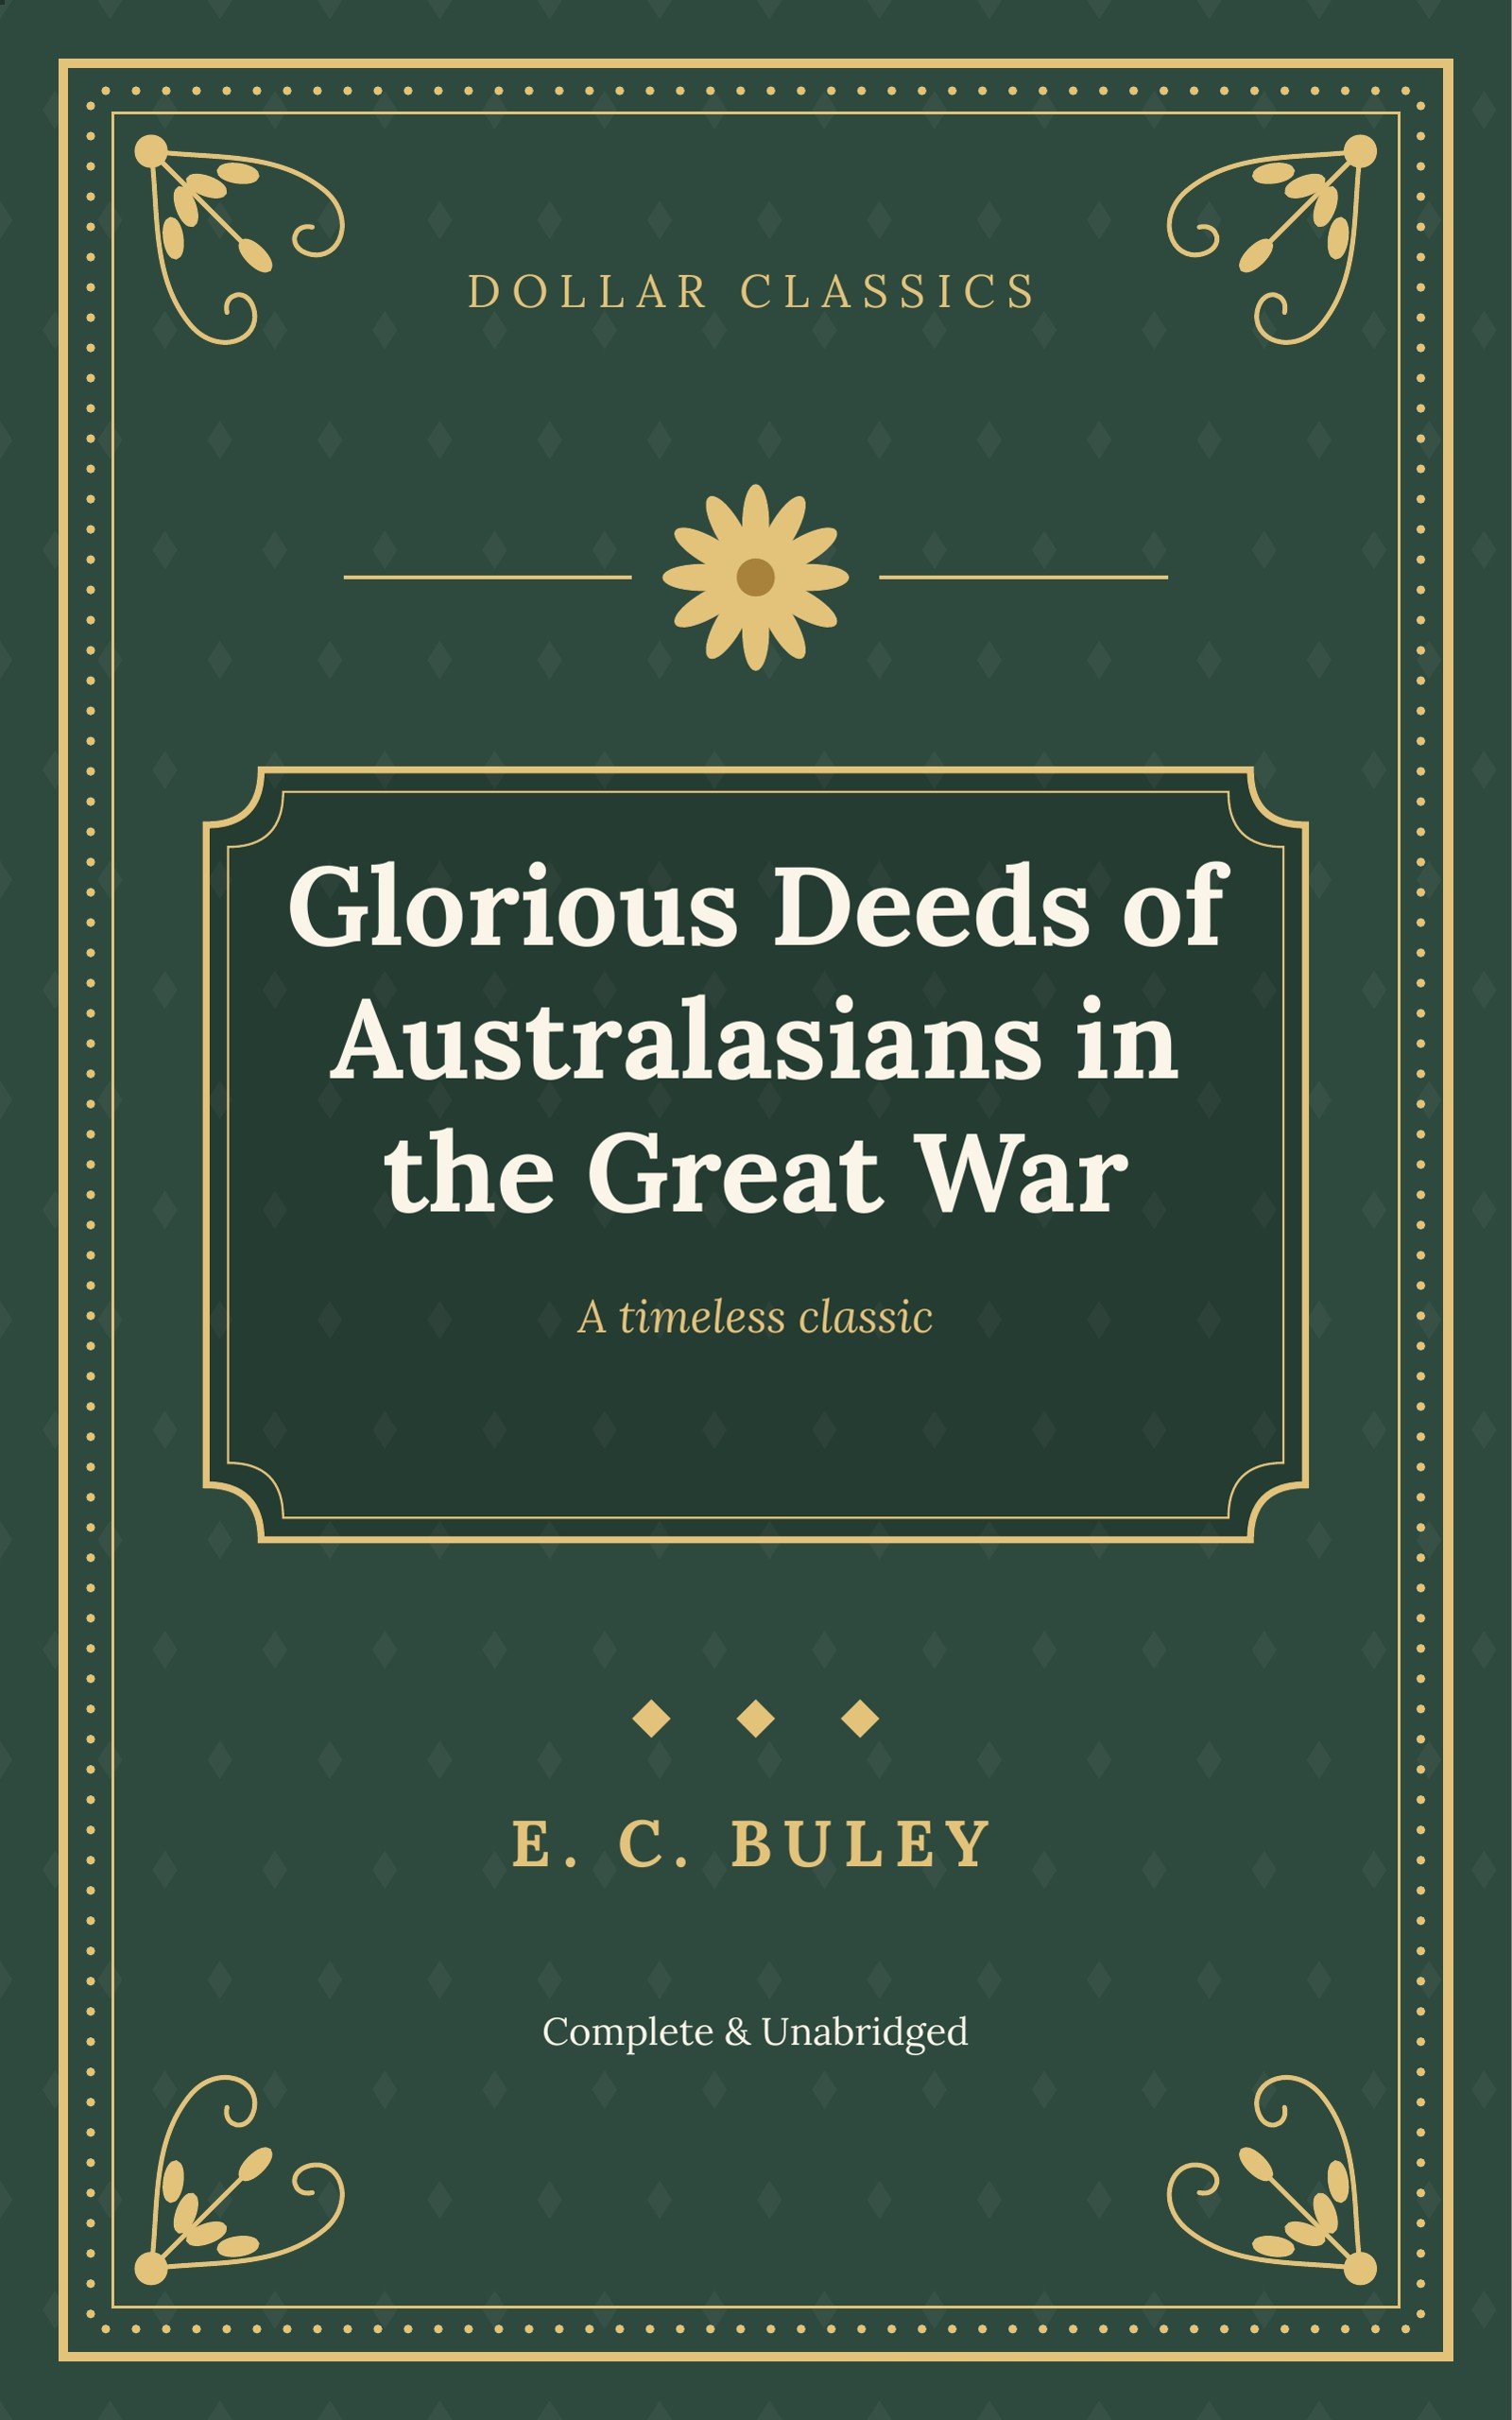 DOLLAR CLASSICS
Glorious Deeds of
Australasians in
the Great War
A timeless classic
E. C. BULEY
Complete & Unabridged